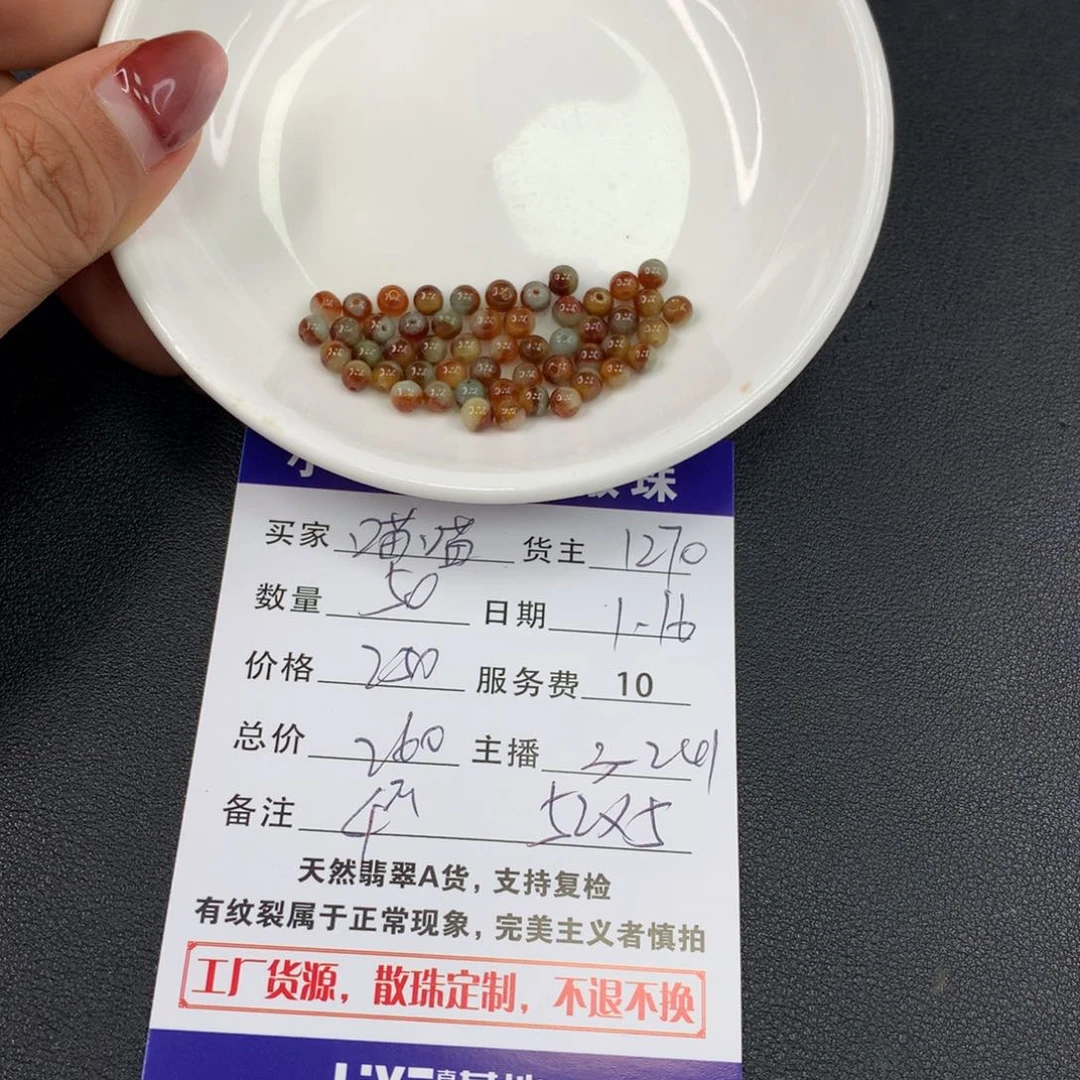 珠
买家 喵喵 货主 1270
数量 50 日期 1-16
价格 250 服务费 10
总价 260 主播
备注 52X5
天然翡翠A货，支持复检
有纹裂属于正常现象，完美主义者慎拍
工厂货源，散珠定制，不退不换